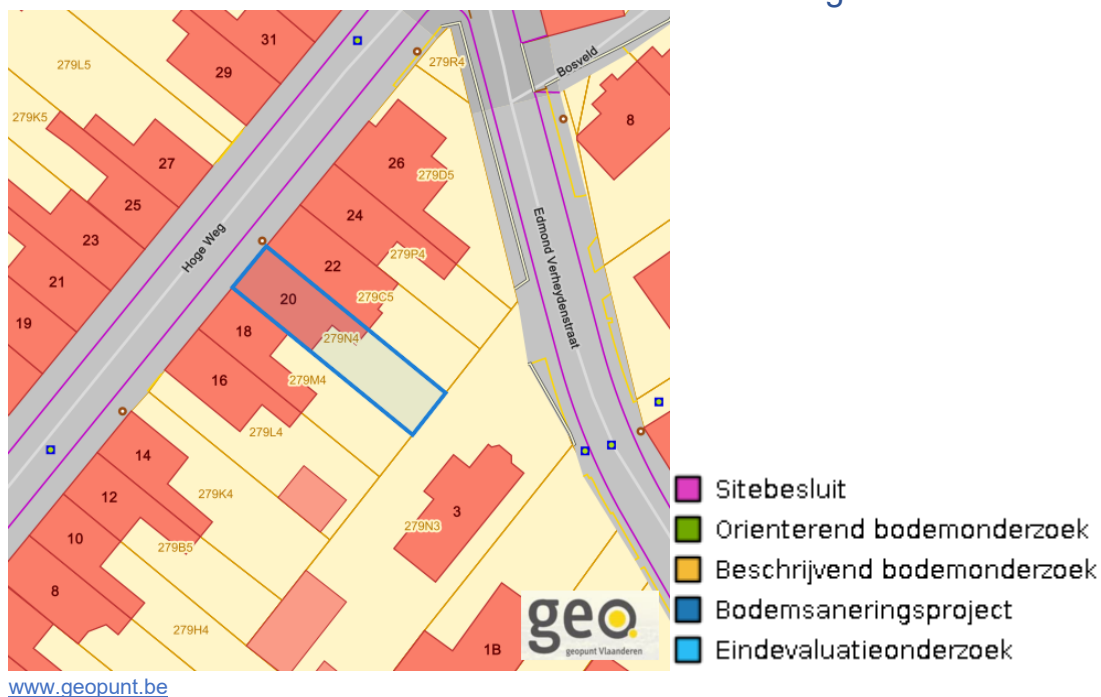 31
29
279L5
279R4
Bosveld
8
279K5
27
26
279D5
25
24
Edmond Verheydenstraat
23
Hoge Weg
22
279P4
21
20
279C5
19
18
279N4
16
279M4
279L4
14
12
279K4
279N3
3
10
279B5
8
279H4
1B
geo
geopunt Vlaanderen
Sitebesluit
Orienterend bodemonderzoek
Beschrijvend bodemonderzoek
Bodemsaneringsproject
Eindevaluatieonderzoek
www.geopunt.be